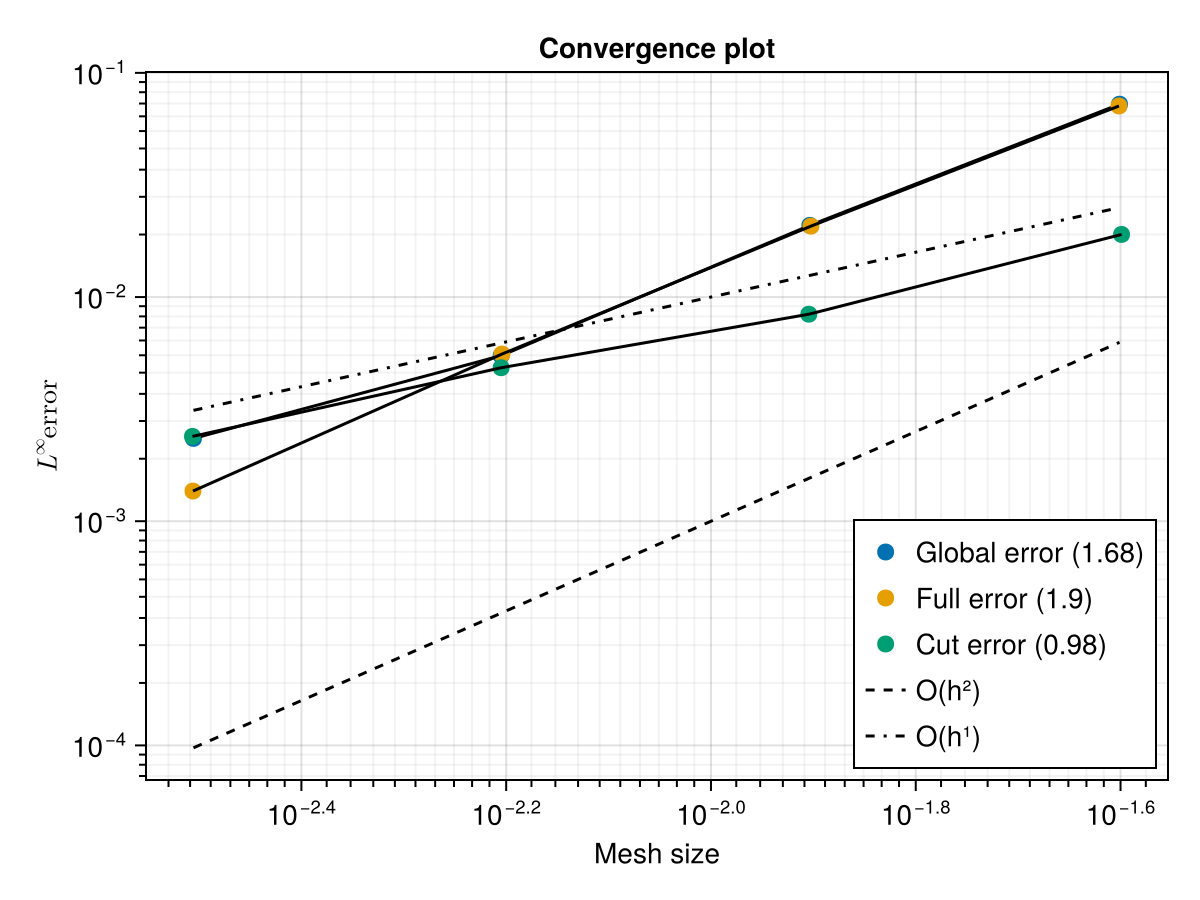 Convergence plot
10⁻¹
10⁻²
10⁻³
10⁻⁴
L^∞error
10⁻²·⁴
10⁻²·²
10⁻²·⁰
10⁻¹·⁸
10⁻¹·⁶
Mesh size
Global error (1.68)
Full error (1.9)
Cut error (0.98)
O(h²)
O(h¹)